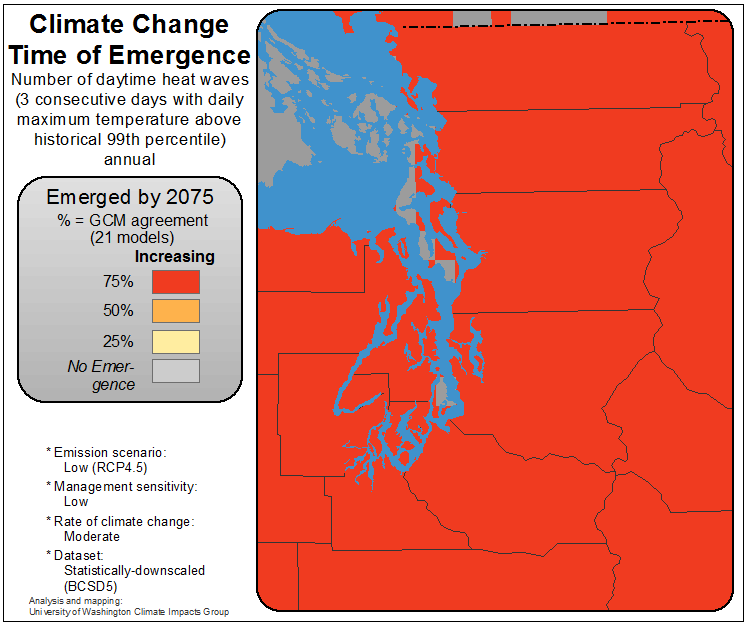 Climate Change
Time of Emergence
Number of daytime heat waves
(3 consecutive days with daily
maximum temperature above
historical 99th percentile)
annual
Emerged by 2075
% = GCM agreement
(21 models)
Increasing
75%
50%
25%
No Emer-
gence
* Emission scenario:
Low (RCP4.5)
* Management sensitivity:
Low
* Rate of climate change:
Moderate
* Dataset:
Statistically-downscaled
(BCSD5)
Analysis and mapping:
University of Washington Climate Impacts Group